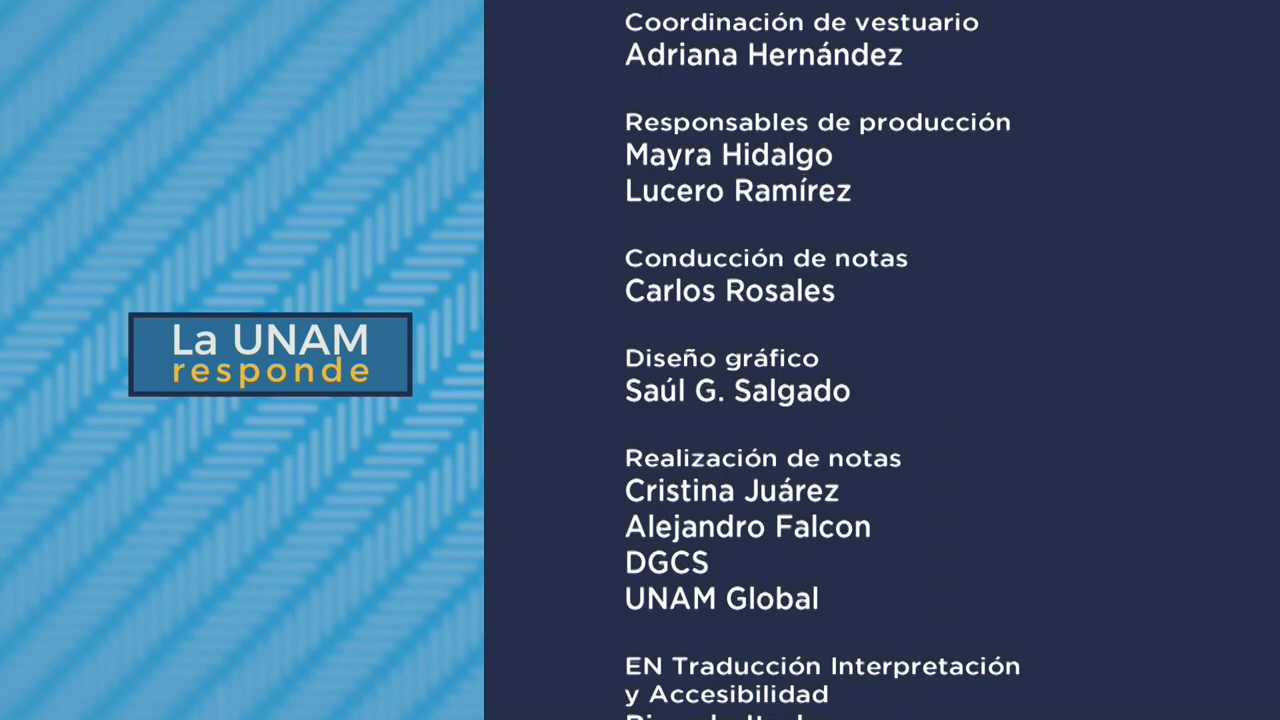 La UNAM
responde
Coordinación de vestuario
Adriana Hernández
Responsables de producción
Mayra Hidalgo
Lucero Ramírez
Conducción de notas
Carlos Rosales
Diseño gráfico
Saúl G. Salgado
Realización de notas
Cristina Juárez
Alejandro Falcon
DGCS
UNAM Global
EN Traducción Interpretación
y Accesibilidad